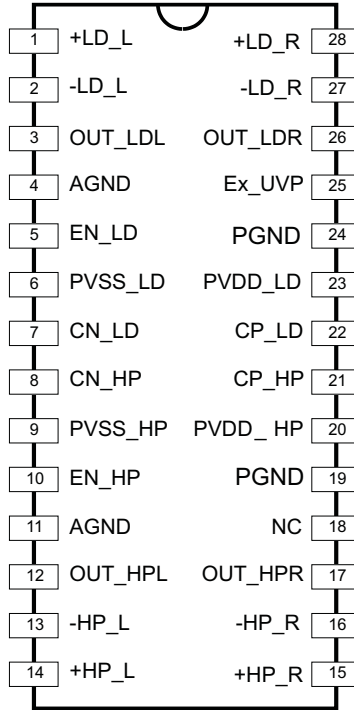 1 +LD_L +LD_R 28
2 -LD_L -LD_R 27
3 OUT_LDL OUT_LDR 26
4 AGND Ex_UVP 25
5 EN_LD PGND 24
6 PVSS_LD PVDD_LD 23
7 CN_LD CP_LD 22
8 CN_HP CP_HP 21
9 PVSS_HP PVDD_ HP 20
10 EN_HP PGND 19
11 AGND NC 18
12 OUT_HPL OUT_HPR 17
13 -HP_L -HP_R 16
14 +HP_L +HP_R 15